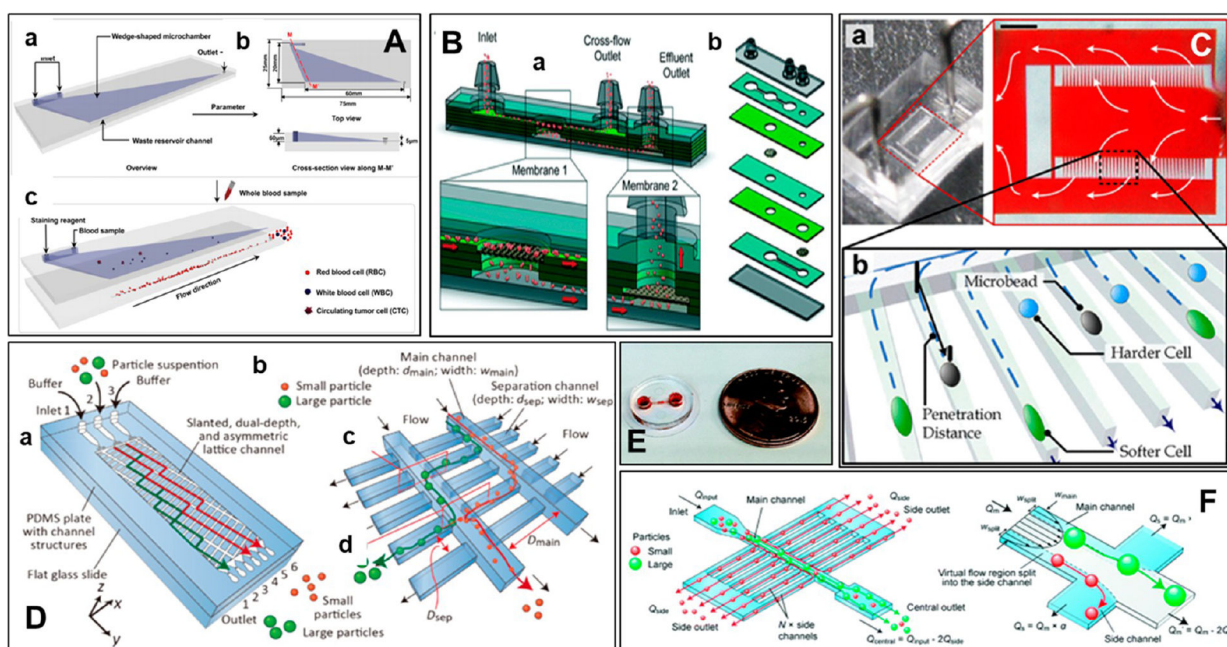 A
a
Wedge-shaped microchamber
Outlet
Waste reservoir channel
Overview
Parameter
b
M
M'
25mm
20mm
60mm
75mm
Top view
60μm
5μm
Cross-section view along M-M'
Whole blood sample
c
Staining reagent
Blood sample
Flow direction
Red blood cell (RBC)
White blood cell (WBC)
Circulating tumor cell (CTC)
B
a
Inlet
Cross-flow
Outlet
Effluent
Outlet
Membrane 1
Membrane 2
b
C
a
b
Microbead
Harder Cell
Penetration
Distance
Softer Cell
D
a
Particle suspention
Buffer
Buffer
Inlet 1
2
3
Slanted, dual-depth,
and asymmetric
lattice channel
PDMS plate
with channel
structures
Flat glass slide
z
x
y
Outlet
1 2 3 4 5 6
Small
particles
Large particles
b
Small particle
Large particle
Main channel
(depth: dmain; width: wmain)
Separation channel
(depth: dsep; width: wsep)
Flow
Flow
c
d
Dmain
Dsep
E
F
Qinput
Inlet
Main channel
Qside
Side outlet
Particles
Small
Large
Qside
Side outlet
N × side
channels
Central outlet
Qcentral = Qinput - 2Qside
wsplit
wmain
Qm
wsplit
Main channel
Virtual flow region split
into the side channel
Side channel
Qs = Qm × α